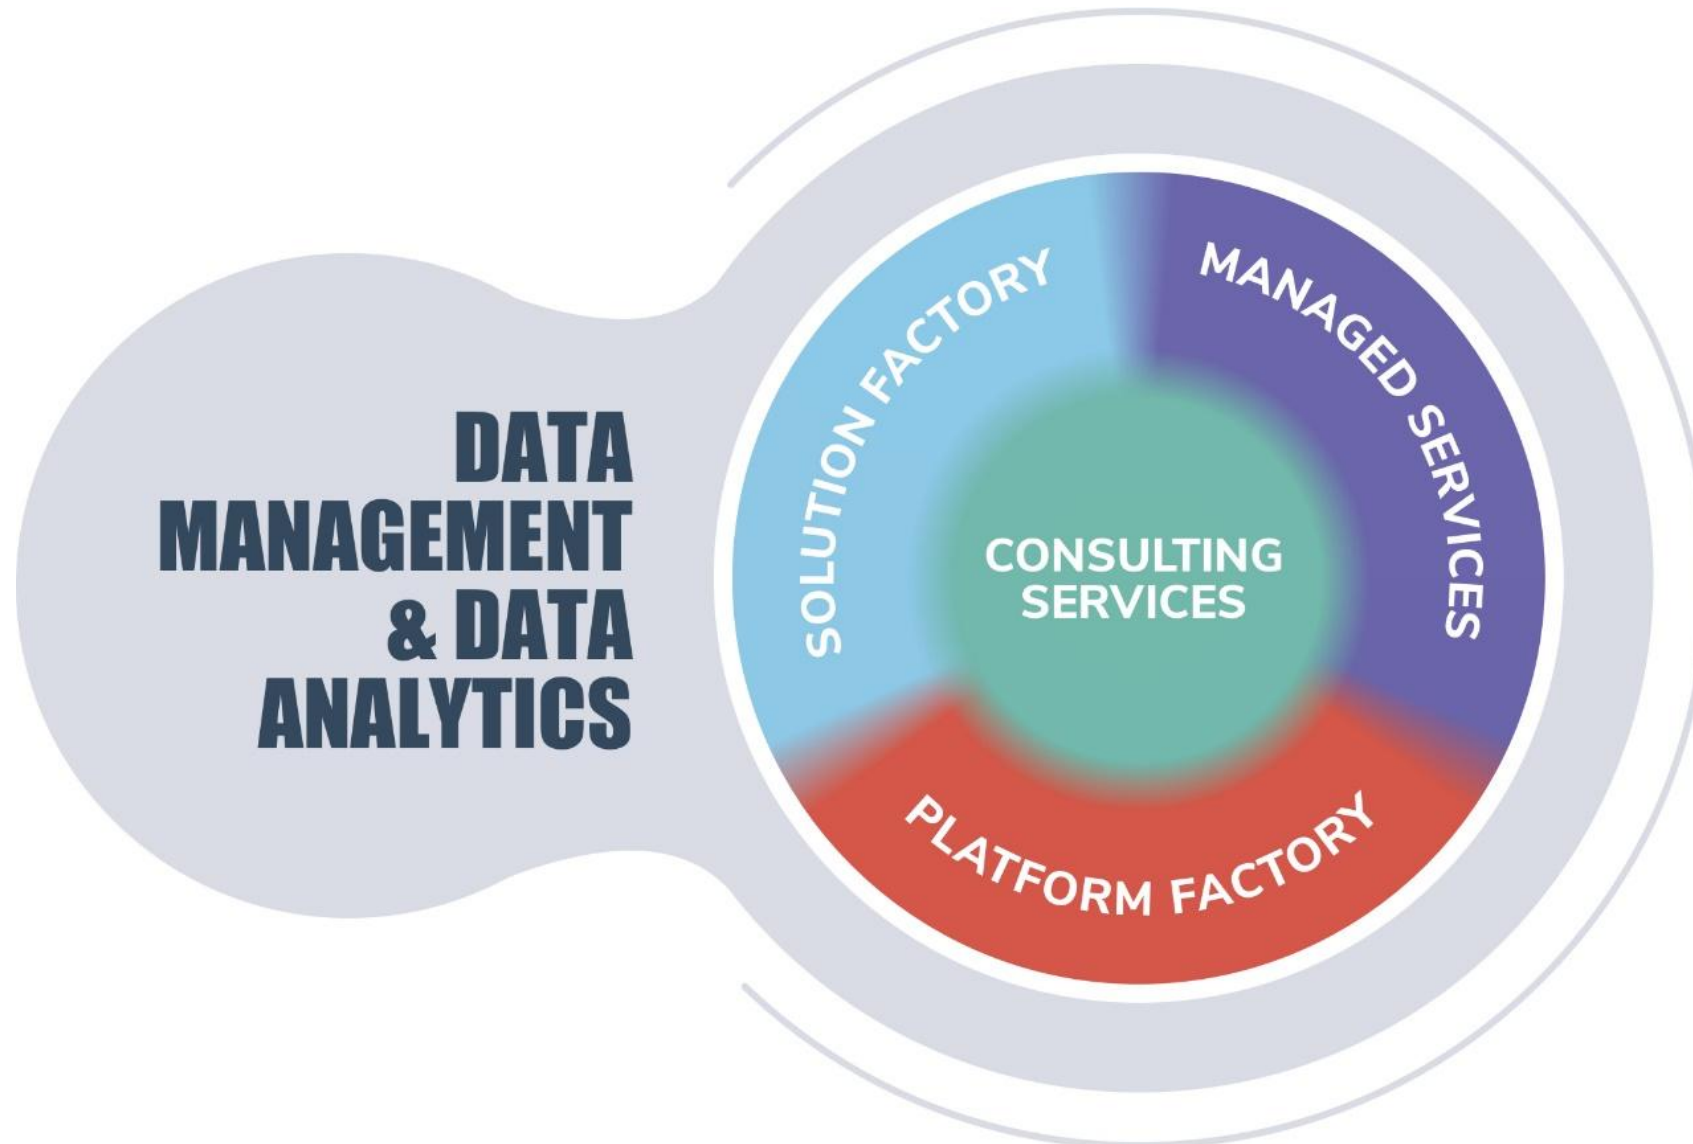 DATA
MANAGEMENT
& DATA
ANALYTICS
SOLUTION FACTORY
MANAGED SERVICES
CONSULTING
SERVICES
PLATFORM FACTORY